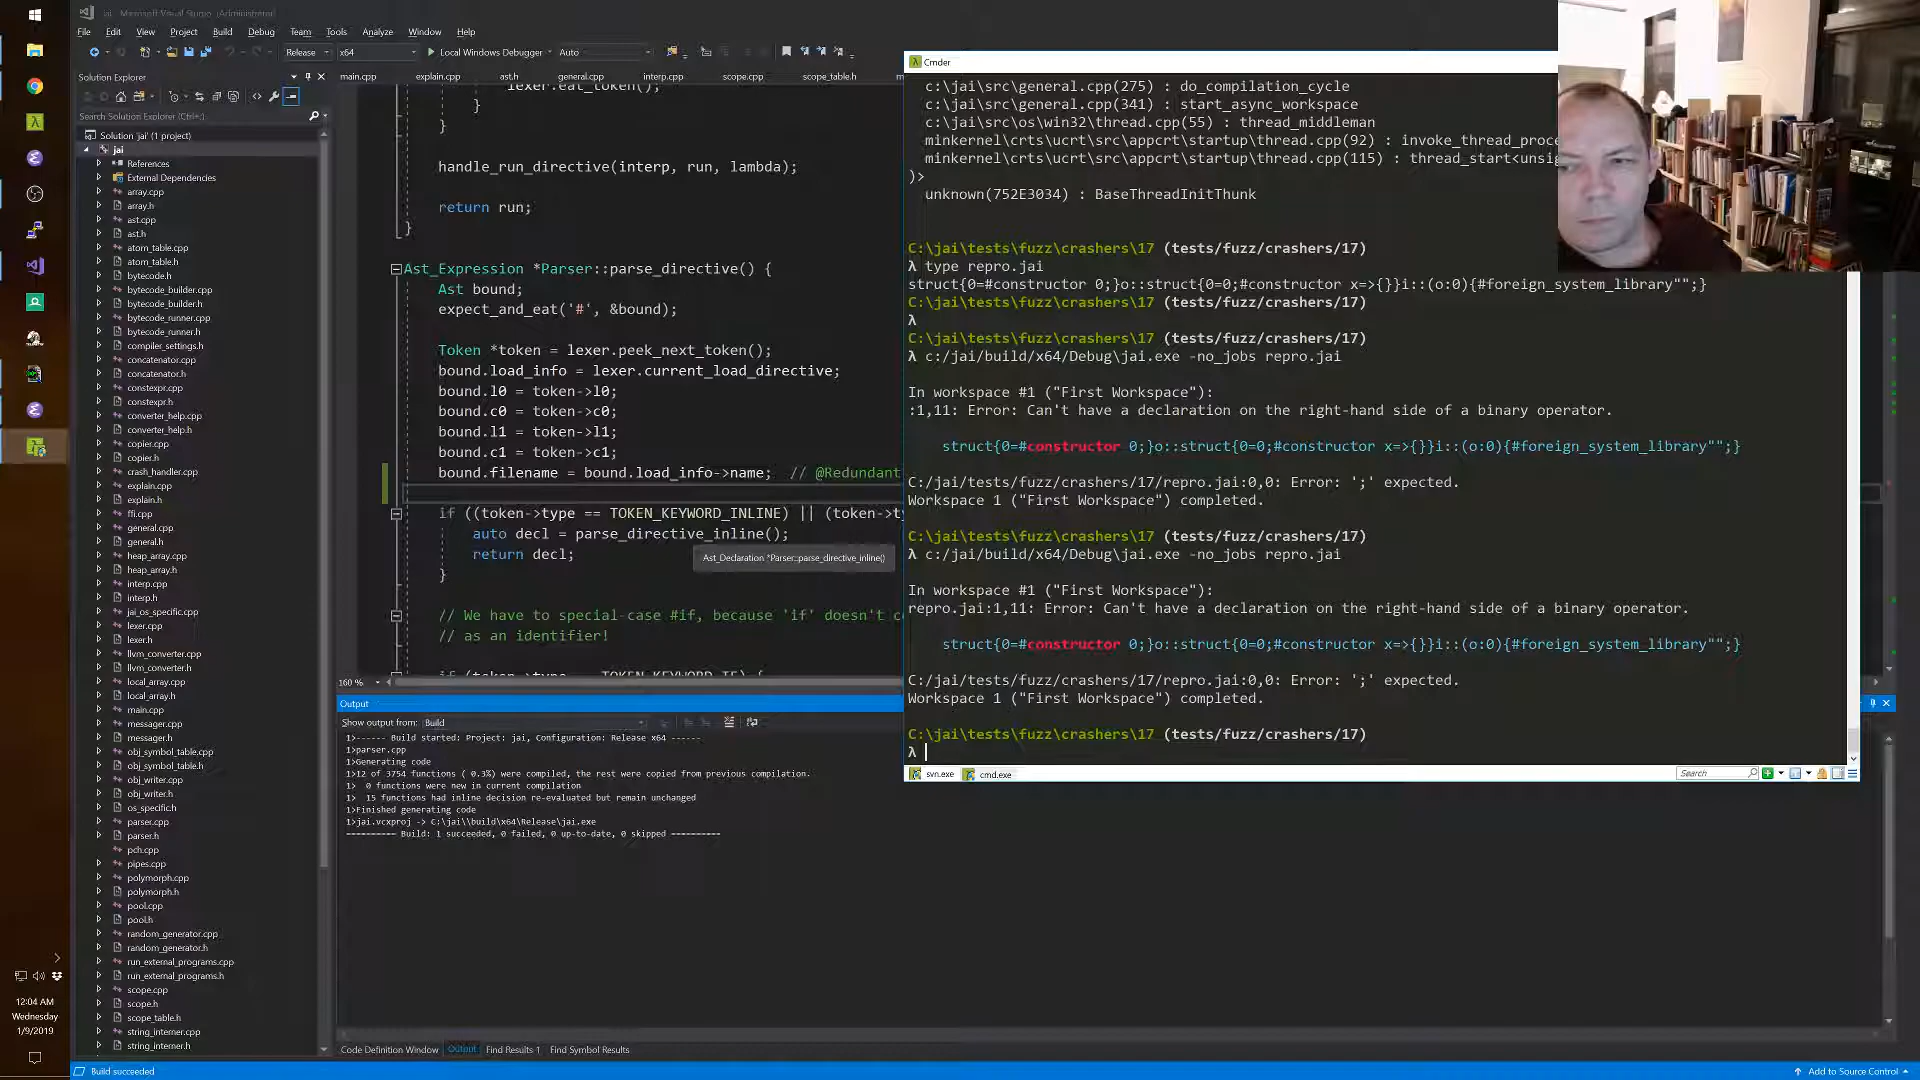 jai - Microsoft Visual Studio (Administrator)
File Edit View Project Build Debug Team Tools Analyze Window Help
Release x64 Local Windows Debugger Auto
Solution Explorer
Search Solution Explorer (Ctrl+;)
Solution 'jai' (1 project)
jai
References
External Dependencies
array.cpp
array.h
ast.cpp
ast.h
atom_table.cpp
atom_table.h
bytecode.h
bytecode_builder.cpp
bytecode_builder.h
bytecode_runner.cpp
bytecode_runner.h
compiler_settings.h
concatenator.cpp
concatenator.h
constexpr.cpp
constexpr.h
converter_help.cpp
converter_help.h
copier.cpp
copier.h
crash_handler.cpp
explain.cpp
explain.h
ffi.cpp
general.cpp
general.h
heap_array.cpp
heap_array.h
interp.cpp
interp.h
jai_os_specific.cpp
lexer.cpp
lexer.h
llvm_converter.cpp
llvm_converter.h
local_array.cpp
local_array.h
main.cpp
messager.cpp
messager.h
obj_symbol_table.cpp
obj_symbol_table.h
obj_writer.cpp
obj_writer.h
os_specific.h
parser.cpp
parser.h
pch.cpp
pipes.cpp
polymorph.cpp
polymorph.h
pool.cpp
pool.h
random_generator.cpp
random_generator.h
run_external_programs.cpp
run_external_programs.h
scope.cpp
scope.h
scope_table.h
string_interner.cpp
string_interner.h
main.cpp explain.cpp ast.h general.cpp interp.cpp scope.cpp scope_table.h
lexer.eat_token();
}
}
handle_run_directive(interp, run, lambda);
return run;
}
Ast_Expression *Parser::parse_directive() {
Ast bound;
expect_and_eat('#', &bound);
Token *token = lexer.peek_next_token();
bound.load_info = lexer.current_load_directive;
bound.l0 = token->l0;
bound.c0 = token->c0;
bound.l1 = token->l1;
bound.c1 = token->c1;
bound.filename = bound.load_info->name;  // @Redundant
if ((token->type == TOKEN_KEYWORD_INLINE) || (token->ty
auto decl = parse_directive_inline();
return decl;
Ast_Declaration *Parser::parse_directive_inline()
}
// We have to special-case #if, because 'if' doesn't c
// as an identifier!
if (token->type == TOKEN_KEYWORD_IF) {
160 %
Output
Show output from: Build
1>------ Build started: Project: jai, Configuration: Release x64 ------
1>parser.cpp
1>Generating code
1>12 of 3754 functions ( 0.3%) were compiled, the rest were copied from previous compilation.
1>  0 functions were new in current compilation
1>  15 functions had inline decision re-evaluated but remain unchanged
1>Finished generating code
1>jai.vcxproj -> C:\jai\\build\x64\Release\jai.exe
========== Build: 1 succeeded, 0 failed, 0 up-to-date, 0 skipped ==========
Code Definition Window Output Find Results 1 Find Symbol Results
Build succeeded
Add to Source Control
Cmder
c:\jai\src\general.cpp(275) : do_compilation_cycle
c:\jai\src\general.cpp(341) : start_async_workspace
c:\jai\src\os\win32\thread.cpp(55) : thread_middleman
minkernel\crts\ucrt\src\appcrt\startup\thread.cpp(92) : invoke_thread_proce
minkernel\crts\ucrt\src\appcrt\startup\thread.cpp(115) : thread_start<unsig
)>
unknown(752E3034) : BaseThreadInitThunk
C:\jai\tests\fuzz\crashers\17 (tests/fuzz/crashers/17)
λ type repro.jai
struct{0=#constructor 0;}o::struct{0=0;#constructor x=>{}}i::(o:0){#foreign_system_library"";}
C:\jai\tests\fuzz\crashers\17 (tests/fuzz/crashers/17)
λ
C:\jai\tests\fuzz\crashers\17 (tests/fuzz/crashers/17)
λ c:/jai/build/x64/Debug\jai.exe -no_jobs repro.jai
In workspace #1 ("First Workspace"):
:1,11: Error: Can't have a declaration on the right-hand side of a binary operator.
struct{0=#constructor 0;}o::struct{0=0;#constructor x=>{}}i::(o:0){#foreign_system_library"";}
C:/jai/tests/fuzz/crashers/17/repro.jai:0,0: Error: ';' expected.
Workspace 1 ("First Workspace") completed.
C:\jai\tests\fuzz\crashers\17 (tests/fuzz/crashers/17)
λ c:/jai/build/x64/Debug\jai.exe -no_jobs repro.jai
In workspace #1 ("First Workspace"):
repro.jai:1,11: Error: Can't have a declaration on the right-hand side of a binary operator.
struct{0=#constructor 0;}o::struct{0=0;#constructor x=>{}}i::(o:0){#foreign_system_library"";}
C:/jai/tests/fuzz/crashers/17/repro.jai:0,0: Error: ';' expected.
Workspace 1 ("First Workspace") completed.
C:\jai\tests\fuzz\crashers\17 (tests/fuzz/crashers/17)
λ
svn.exe cmd.exe
Search
12:04 AM
Wednesday
1/9/2019